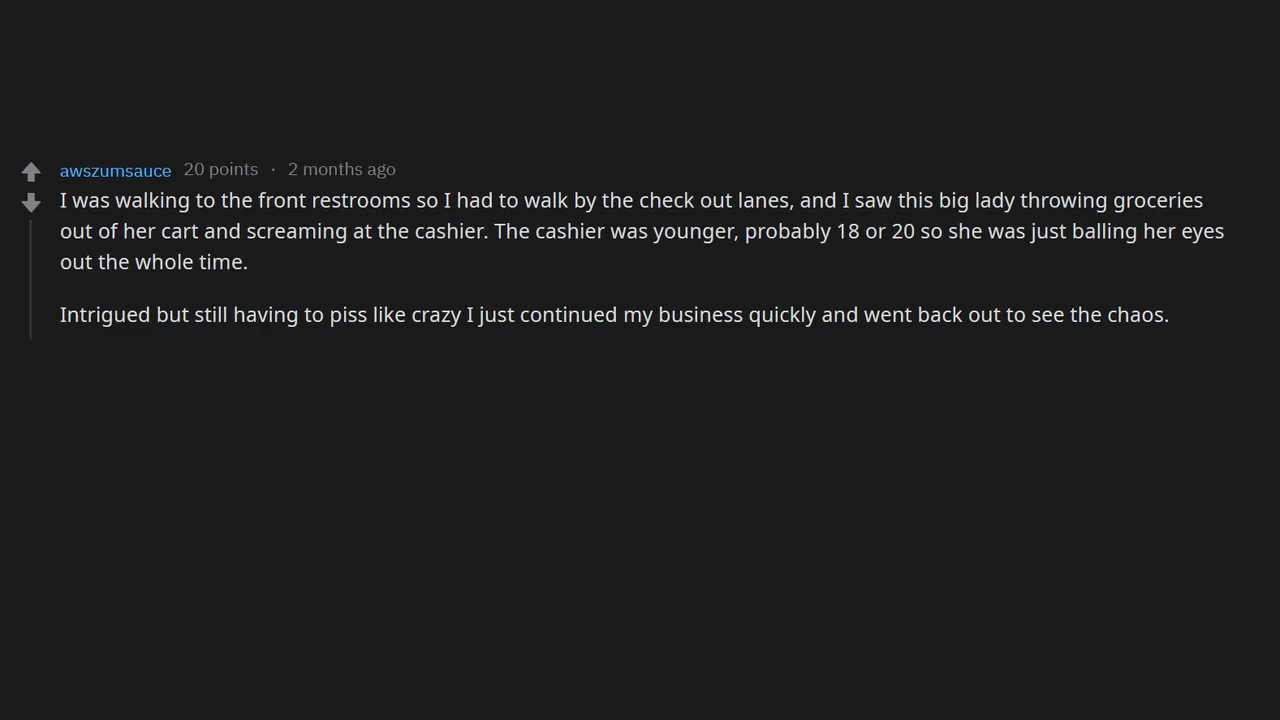 awszumsauce 20 points · 2 months ago
I was walking to the front restrooms so I had to walk by the check out lanes, and I saw this big lady throwing groceries
out of her cart and screaming at the cashier. The cashier was younger, probably 18 or 20 so she was just balling her eyes
out the whole time.
Intrigued but still having to piss like crazy I just continued my business quickly and went back out to see the chaos.